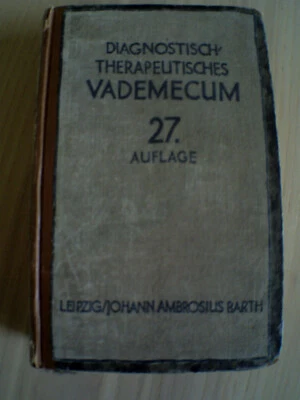 DIAGNOSTISCH,
THERAPEUTISCHES
VADEMECUM
27.
AUFLAGE
LEIPZIG/JOHANN AMBROSIUS BARTH